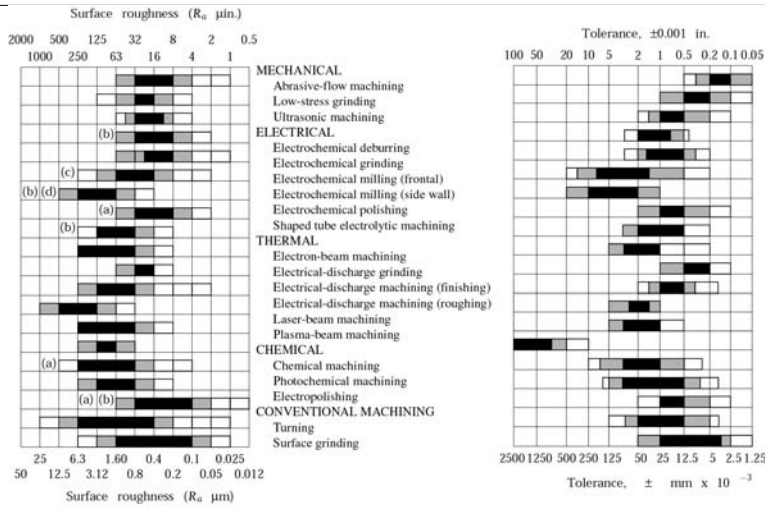 Surface roughness (Ra µin.)
2000 500 125 32 8 2 0.5
1000 250 63 16 4 1
Tolerance, ±0.001 in.
100 50 20 10 5 2 1 0.5 0.2 0.1 0.05
MECHANICAL
Abrasive-flow machining
Low-stress grinding
Ultrasonic machining
(b) ELECTRICAL
Electrochemical deburring
Electrochemical grinding
(c) Electrochemical milling (frontal)
(b) (d) Electrochemical milling (side wall)
(a) Electrochemical polishing
(b) Shaped tube electrolytic machining
THERMAL
Electron-beam machining
Electrical-discharge grinding
Electrical-discharge machining (finishing)
Electrical-discharge machining (roughing)
Laser-beam machining
Plasma-beam machining
CHEMICAL
(a) Chemical machining
Photochemical machining
(a) (b) Electropolishing
CONVENTIONAL MACHINING
Turning
Surface grinding
25 6.3 1.60 0.4 0.1 0.025
50 12.5 3.12 0.8 0.2 0.05 0.012
Surface roughness (Ra µm)
2500 1250 500 250 125 50 25 12.5 5 2.5 1.25
Tolerance, ± mm x 10 −3